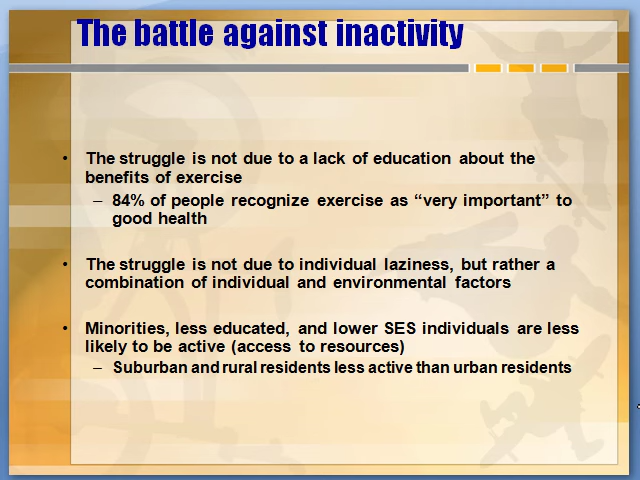 The battle against inactivity
• The struggle is not due to a lack of education about the
benefits of exercise
– 84% of people recognize exercise as “very important” to
good health
• The struggle is not due to individual laziness, but rather a
combination of individual and environmental factors
• Minorities, less educated, and lower SES individuals are less
likely to be active (access to resources)
– Suburban and rural residents less active than urban residents